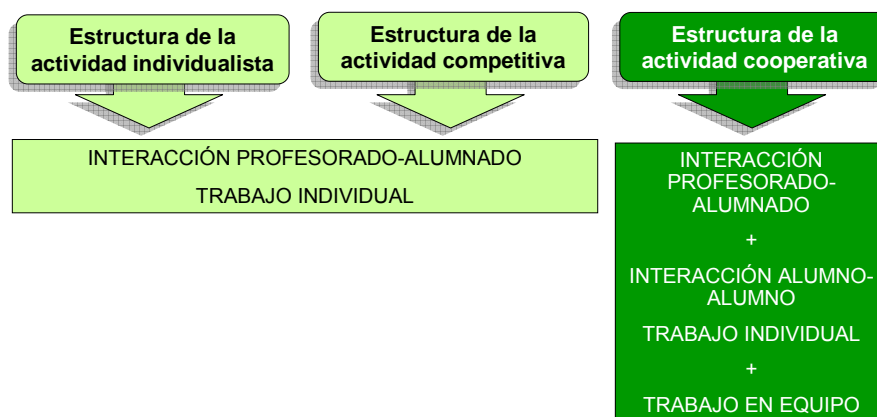 Estructura de la
actividad individualista
Estructura de la
actividad competitiva
Estructura de la
actividad cooperativa
INTERACCIÓN PROFESORADO-ALUMNADO
TRABAJO INDIVIDUAL
INTERACCIÓN
PROFESORADO-
ALUMNADO
+
INTERACCIÓN ALUMNO-
ALUMNO
TRABAJO INDIVIDUAL
+
TRABAJO EN EQUIPO